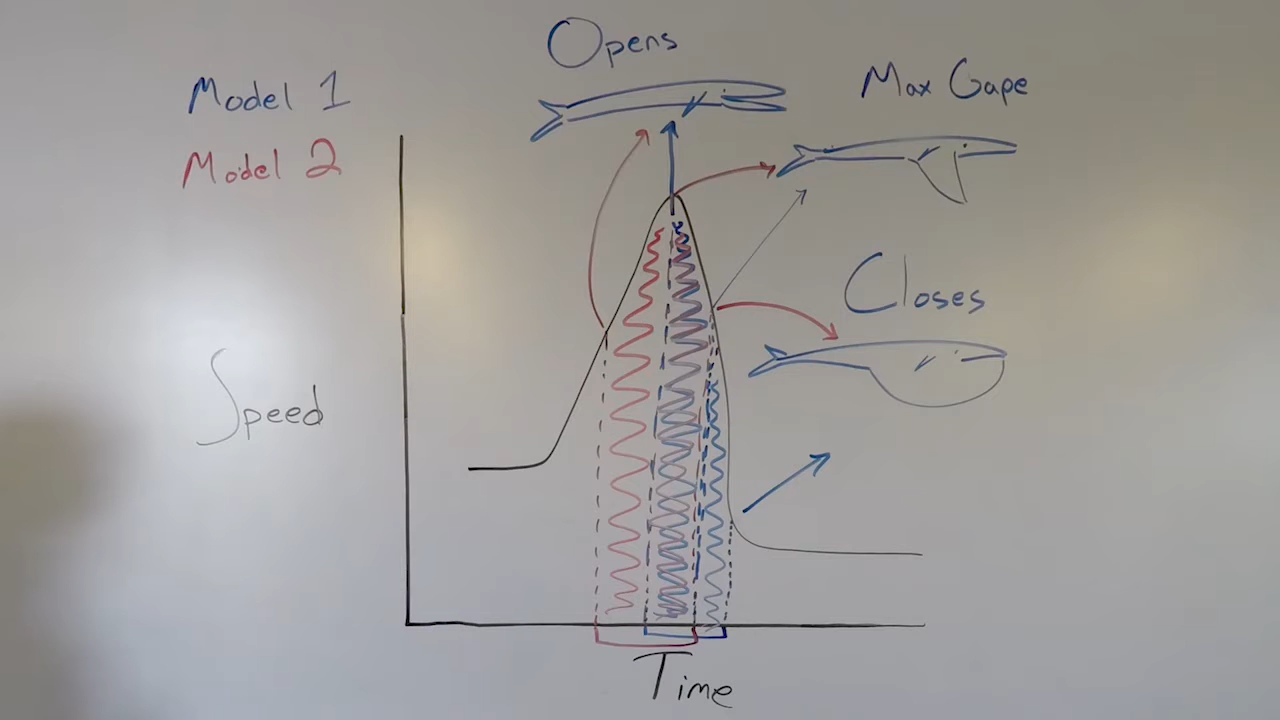 Opens
Model 1
Max Gape
Model 2
Closes
Speed
Time